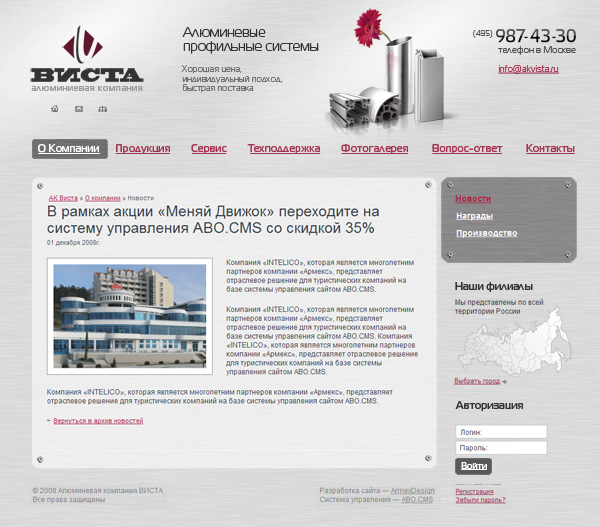 ВИСТА
алюминиевая компания
Алюминевые
профильные системы
Хорошая цена,
индивидуальный подход,
быстрая поставка
(495) 987-43-30
телефон в Москве
info@akvista.ru
О Компании Продукция Сервис Техподдержка Фотогалерея Вопрос-ответ Контакты
АК Виста » О компании » Новости
В рамках акции «Меняй Движок» переходите на
систему управления ABO.CMS со скидкой 35%
01 декабря 2008г.
Компания «INTELICO», которая является многолетним
партнеров компании «Армекс», представляет
отраслевое решение для туристических компаний на
базе системы управления сайтом ABO.CMS.
Компания «INTELICO», которая является многолетним
партнеров компании «Армекс», представляет
отраслевое решение для туристических компаний на
базе системы управления сайтом ABO.CMS. Компания
«INTELICO», которая является многолетним партнеров
компании «Армекс», представляет отраслевое решение
для туристических компаний на базе системы
управления сайтом ABO.CMS.
Компания «INTELICO», которая является многолетним партнеров компании «Армекс», представляет
отраслевое решение для туристических компаний на базе системы управления сайтом ABO.CMS.
Вернуться в архив новостей
Новости
Награды
Производство
Наши филиалы
Мы представлены по всей
территории России
Выбрать город
Авторизация
Логин:
Пароль:
Войти
Регистрация
Забыли пароль?
© 2008 Алюминиевая компания ВИСТА
Все права защищены
Разработка сайта — ArmexDesign
Система управления — ABO.CMS